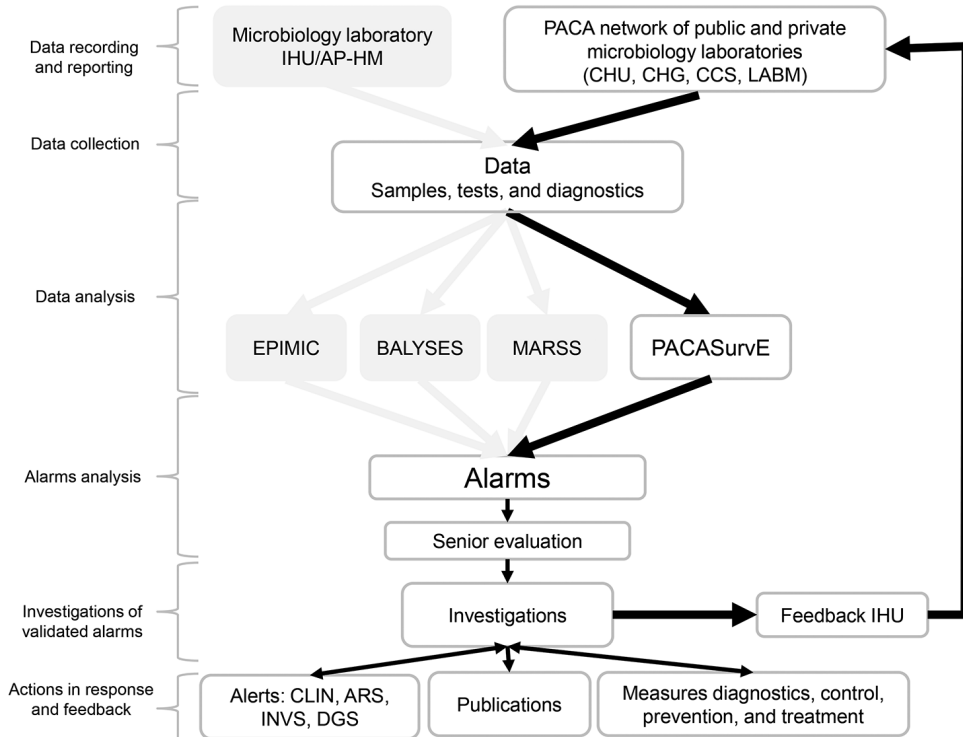 Data recording
and reporting
Microbiology laboratory
IHU/AP-HM
PACA network of public and private
microbiology laboratories
(CHU, CHG, CCS, LABM)
Data collection
Data
Samples, tests, and diagnostics
Data analysis
EPIMIC
BALYSES
MARSS
PACASurvE
Alarms analysis
Alarms
Senior evaluation
Investigations of
validated alarms
Investigations
Feedback IHU
Actions in response
and feedback
Alerts: CLIN, ARS,
INVS, DGS
Publications
Measures diagnostics, control,
prevention, and treatment